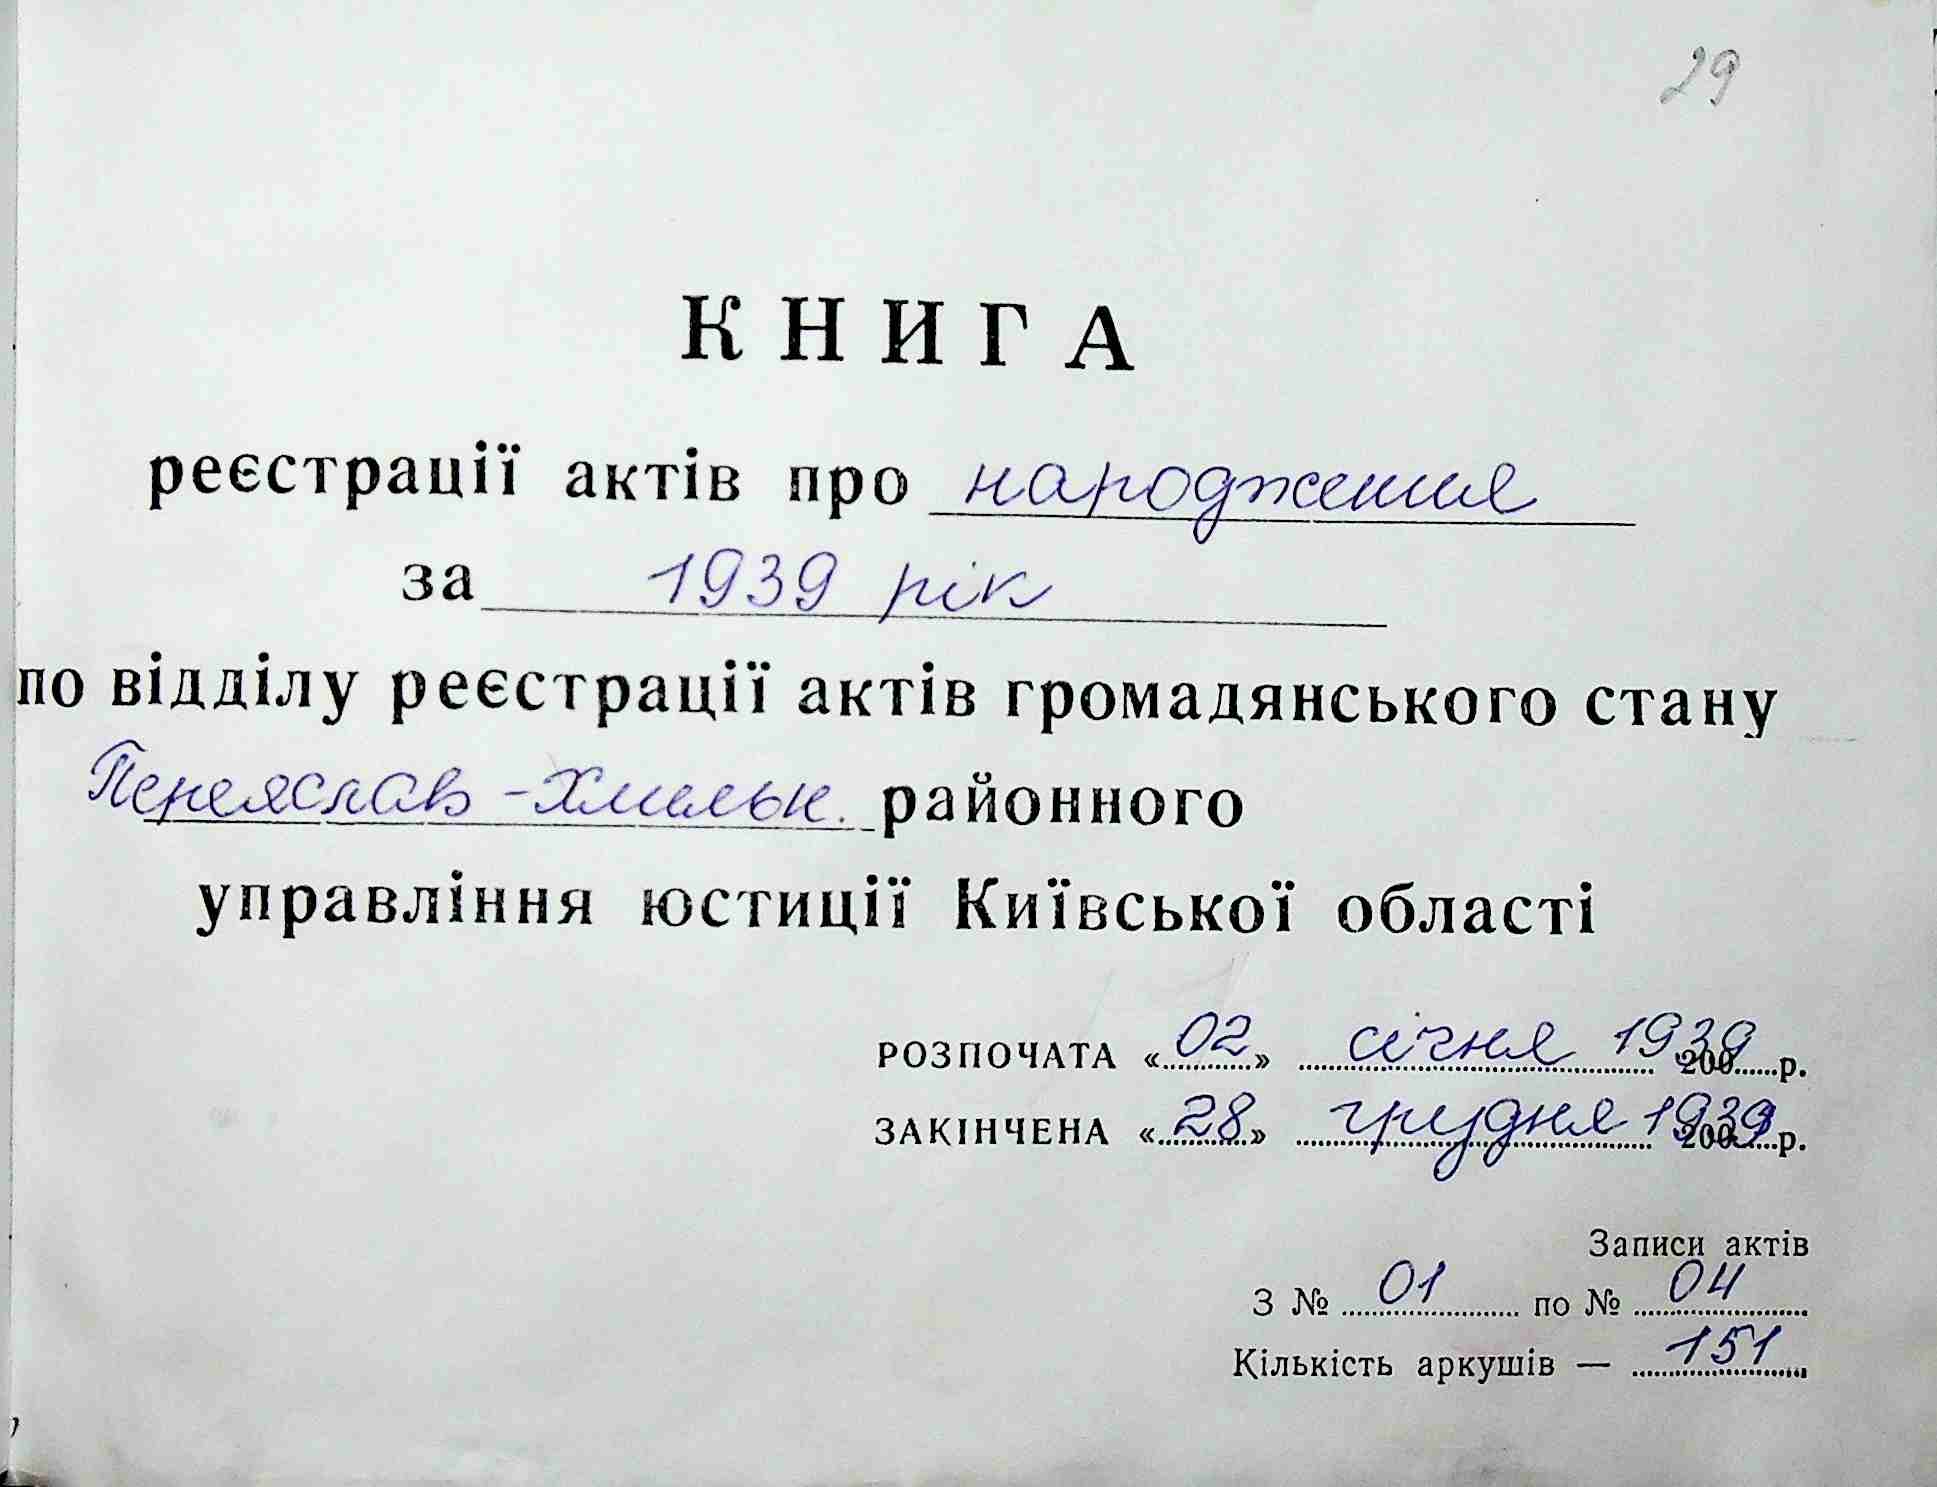 29
КНИГА
реєстрації актів про народження
за 1939 рік
по відділу реєстрації актів громадянського стану
Переяслав-Хмельн. районного
управління юстиції Київської області
РОЗПОЧАТА «02» січня 1939 200 р.
ЗАКІНЧЕНА «28» грудня 1939 200 р.
Записи актів
З № 01 по № 04
Кількість аркушів — 151